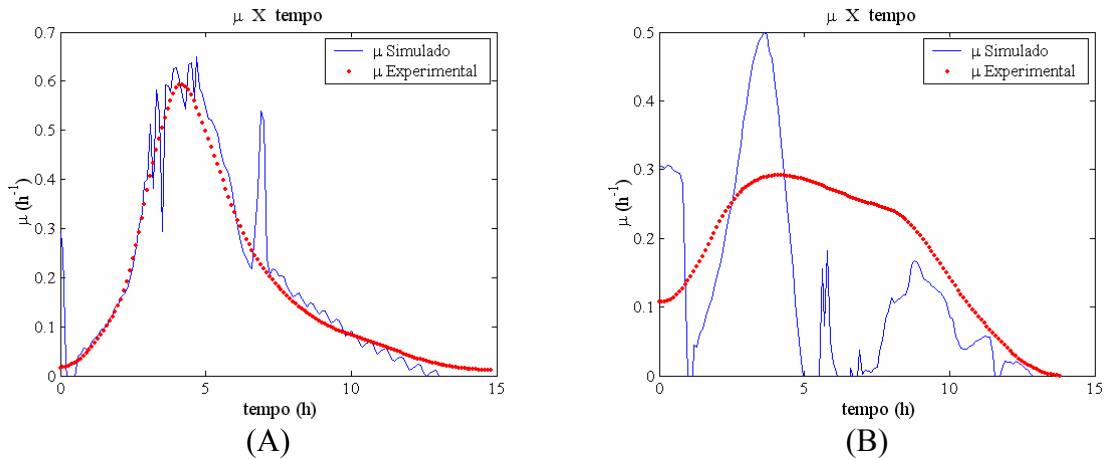 μ X tempo
0.7
0.6
0.5
0.4
0.3
0.2
0.1
0
μ (h⁻¹)
μ Simulado
μ Experimental
0 5 10 15
tempo (h)
(A)
μ X tempo
0.5
0.4
0.3
0.2
0.1
0
μ (h⁻¹)
μ Simulado
μ Experimental
0 5 10 15
tempo (h)
(B)